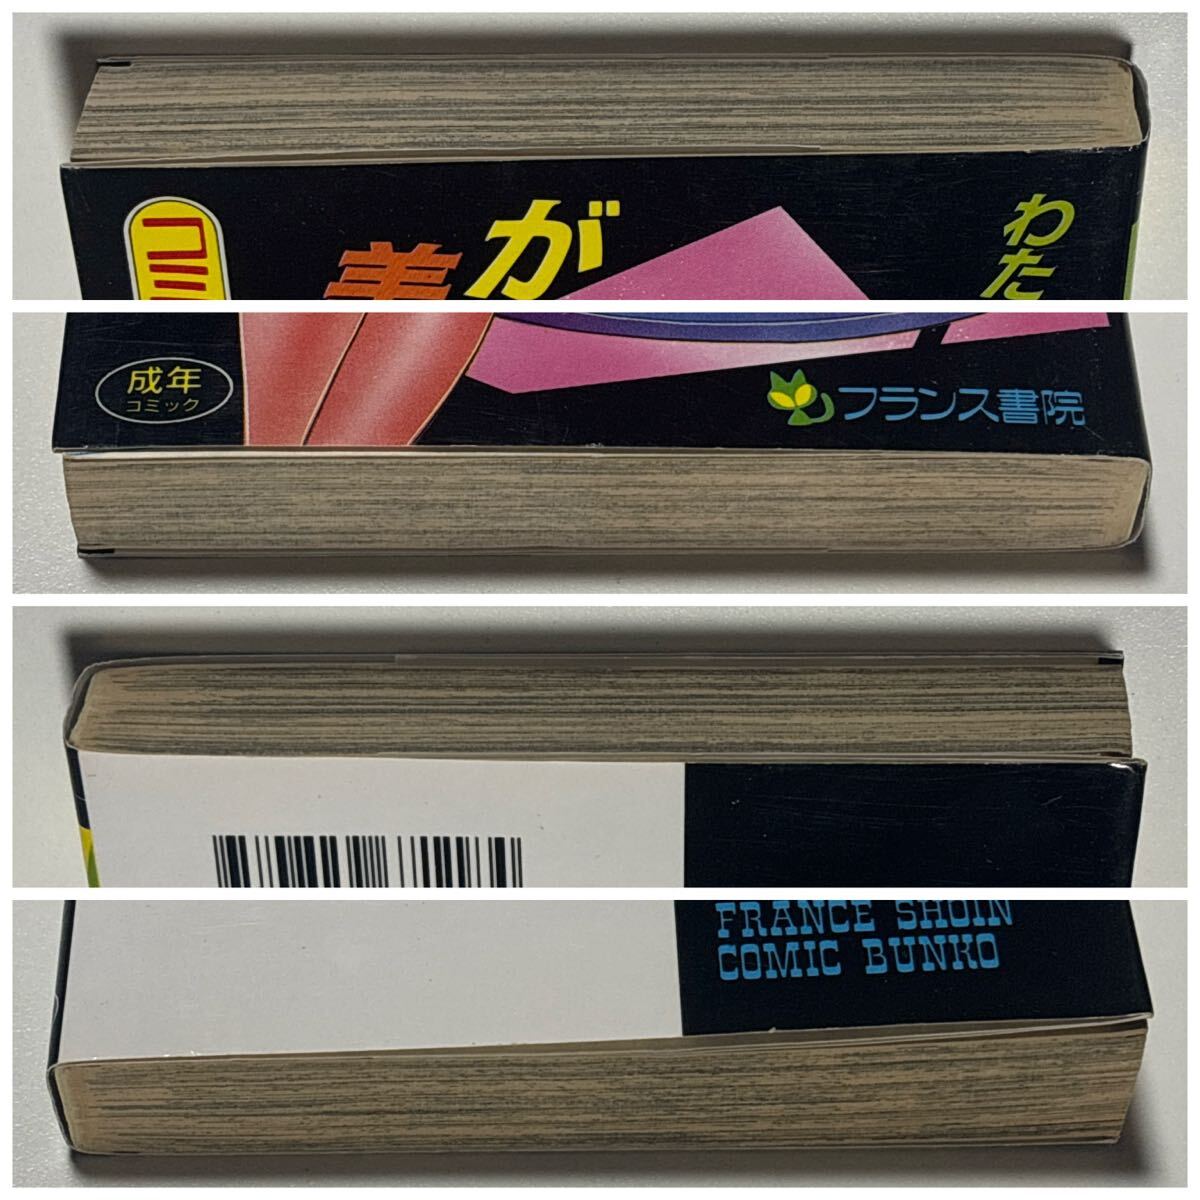 コミ
が
わた
成年
コミック
フランス書院
FRANCE SHOIN
COMIC BUNKO